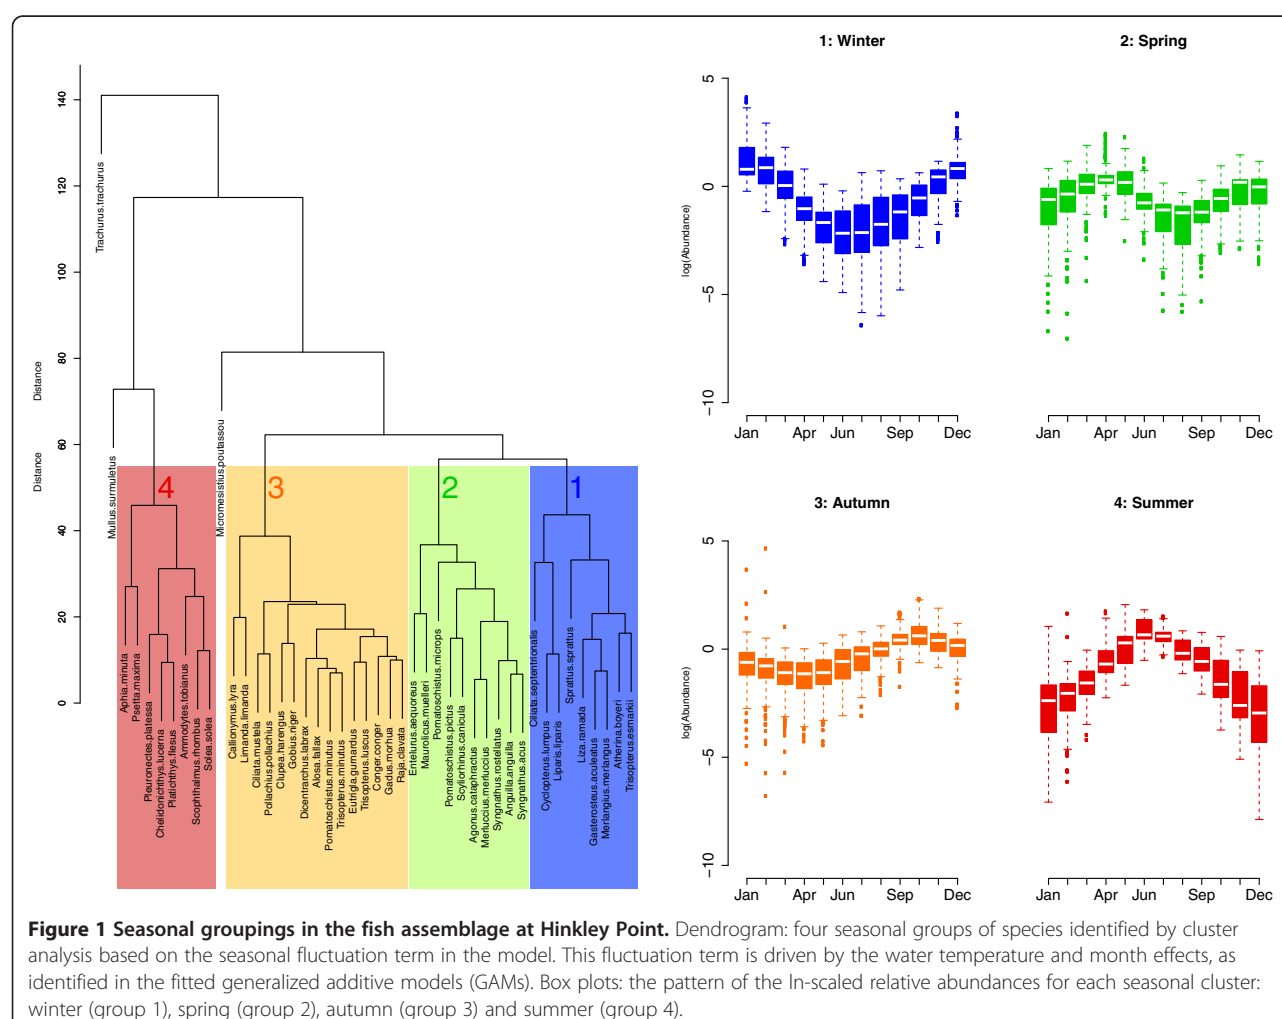 1: Winter
2: Spring
3: Autumn
4: Summer
Distance
Distance
0
20
40
60
80
100
120
140
Trachurus.trachurus
Mullus.surmuletus
Micromesistius.poutassou
4
3
2
1
Aphia.minuta
Psetta.maxima
Pleuronectes.platessa
Chelidonichthys.lucerna
Platichthys.flesus
Ammodytes.tobianus
Scophthalmus.rhombus
Solea.solea
Callionymus.lyra
Limanda.limanda
Ciliata.mustela
Pollachius.pollachius
Clupea.harengus
Gobius.niger
Dicentrarchus.labrax
Alosa.fallax
Pomatoschistus.minutus
Trisopterus.minutus
Eutriglia.gurnardus
Trisopterus.luscus
Conger.conger
Gadus.morhua
Raja.clavata
Entelurus.aequoreus
Maurolicus.muelleri
Pomatoschistus.microps
Pomatoschistus.pictus
Scyliorhinus.canicula
Agonus.cataphractus
Merluccius.merluccius
Syngnathus.rostellatus
Anguilla.anguilla
Syngnathus.acus
Ciliata.septentrionalis
Cyclopterus.lumpus
Liparis.liparis
Sprattus.sprattus
Liza.ramada
Gasterosteus.aculeatus
Merlangius.merlangus
Atherina.boyeri
Trisopterus.esmarkii
log(Abundance)
5
0
−5
−10
Jan Apr Jun Sep Dec
Jan Apr Jun Sep Dec
log(Abundance)
5
0
−5
−10
Jan Apr Jun Sep Dec
Jan Apr Jun Sep Dec
Figure 1 Seasonal groupings in the fish assemblage at Hinkley Point. Dendrogram: four seasonal groups of species identified by cluster
analysis based on the seasonal fluctuation term in the model. This fluctuation term is driven by the water temperature and month effects, as
identified in the fitted generalized additive models (GAMs). Box plots: the pattern of the ln-scaled relative abundances for each seasonal cluster:
winter (group 1), spring (group 2), autumn (group 3) and summer (group 4).